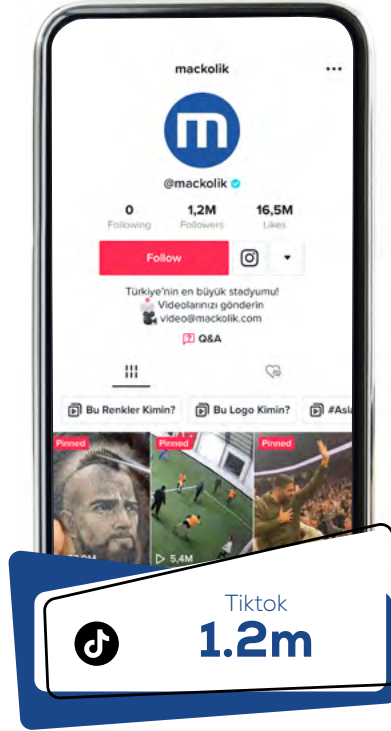 mackolik
m
@mackolik
0
1,2M
16,5M
Following
Followers
Likes
Follow
Türkiye'nin en büyük stadyumu!
Videolarınızı gönderin
video@mackolik.com
Q&A
Bu Renkler Kimin?
Bu Logo Kimin?
#Asla
Pinned
Pinned
Pinned
5,4M
Tiktok
1.2m